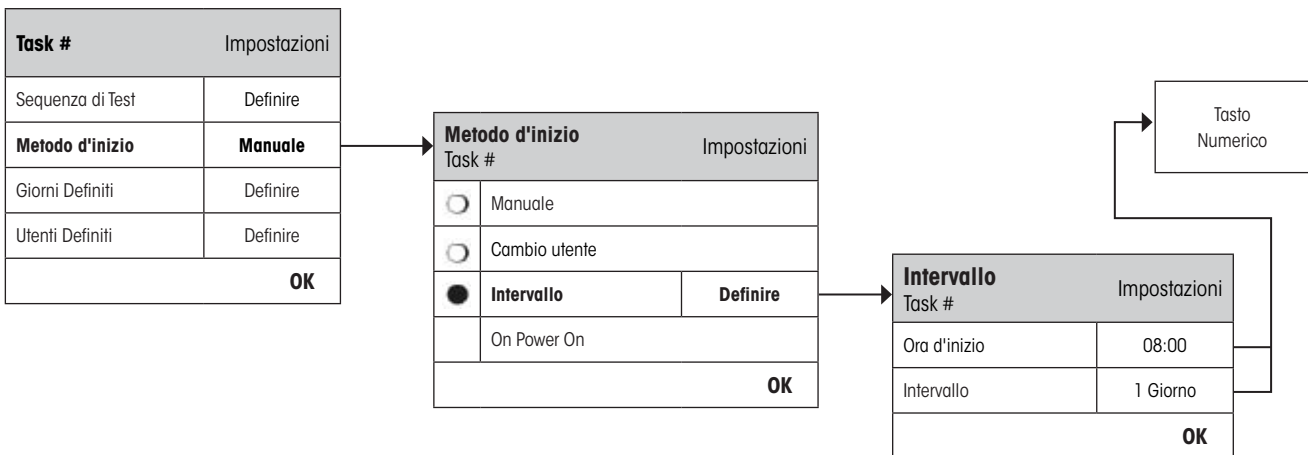 Task # Impostazioni
Sequenza di Test Definire
Metodo d'inizio Manuale
Giorni Definiti Definire
Utenti Definiti Definire
OK
Metodo d'inizio
Task # Impostazioni
Manuale
Cambio utente
Intervallo Definire
On Power On
OK
Intervallo
Task # Impostazioni
Ora d'inizio 08:00
Intervallo 1 Giorno
OK
Tasto
Numerico